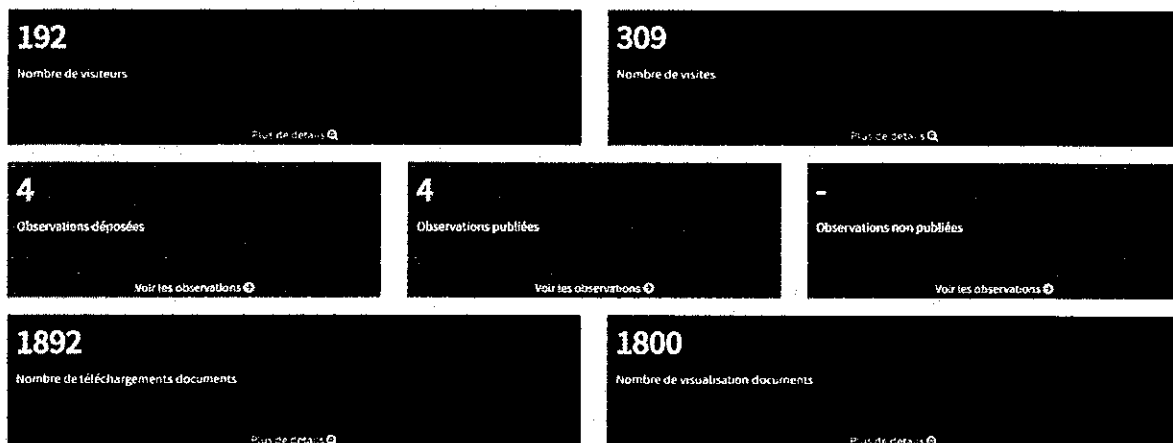 192
Nombre de visiteurs
Plus de détails
309
Nombre de visites
Plus de détails
4
Observations déposées
Voir les observations
4
Observations publiées
Voir les observations
-
Observations non publiées
Voir les observations
1892
Nombre de téléchargements documents
Plus de détails
1800
Nombre de visualisation documents
Plus de détails